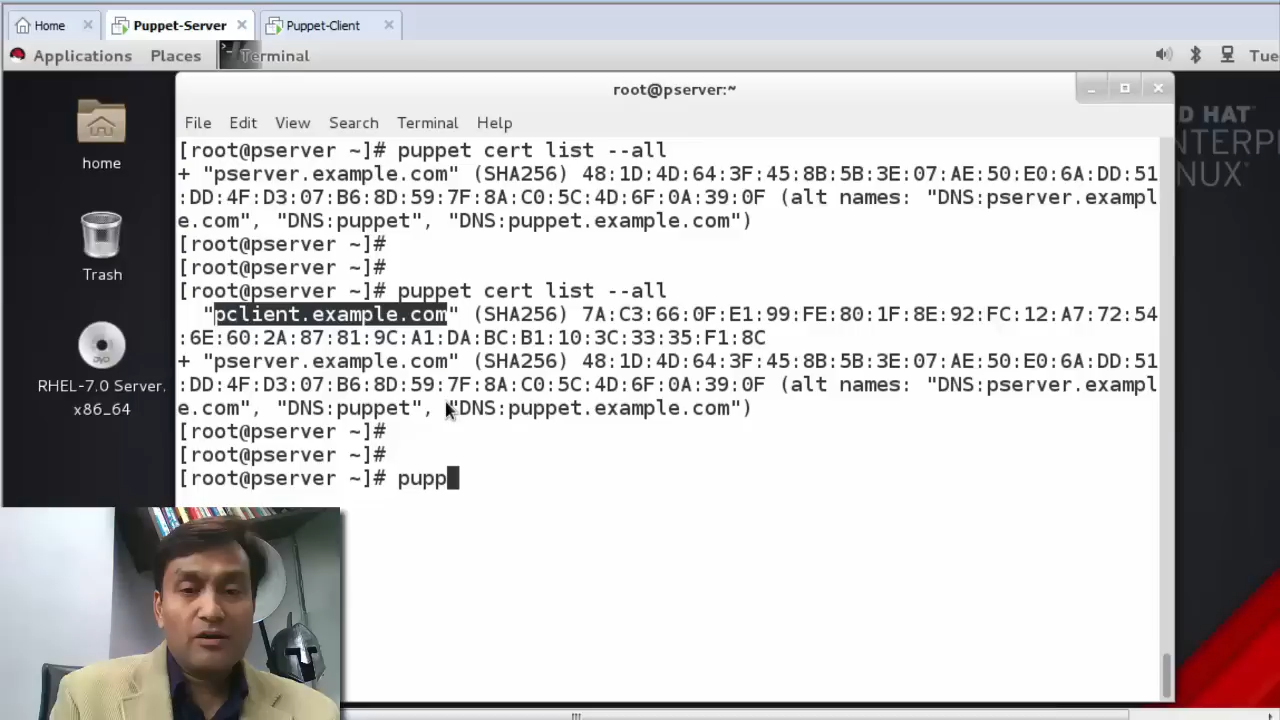 Home
Puppet-Server
Puppet-Client
Applications Places Terminal
Tue
root@pserver:~
File Edit View Search Terminal Help
[root@pserver ~]# puppet cert list --all
+ "pserver.example.com" (SHA256) 48:1D:4D:64:3F:45:8B:5B:3E:07:AE:50:E0:6A:DD:51
:DD:4F:D3:07:B6:8D:59:7F:8A:C0:5C:4D:6F:0A:39:0F (alt names: "DNS:pserver.exampl
e.com", "DNS:puppet", "DNS:puppet.example.com")
[root@pserver ~]#
[root@pserver ~]#
[root@pserver ~]# puppet cert list --all
"pclient.example.com" (SHA256) 7A:C3:66:0F:E1:99:FE:80:1F:8E:92:FC:12:A7:72:54
:6E:60:2A:87:81:9C:A1:DA:BC:B1:10:3C:33:35:F1:8C
+ "pserver.example.com" (SHA256) 48:1D:4D:64:3F:45:8B:5B:3E:07:AE:50:E0:6A:DD:51
:DD:4F:D3:07:B6:8D:59:7F:8A:C0:5C:4D:6F:0A:39:0F (alt names: "DNS:pserver.exampl
e.com", "DNS:puppet", "DNS:puppet.example.com")
[root@pserver ~]#
[root@pserver ~]#
[root@pserver ~]# pupp
home
Trash
RHEL-7.0 Server.
x86_64
D HAT
NTERP
NUX